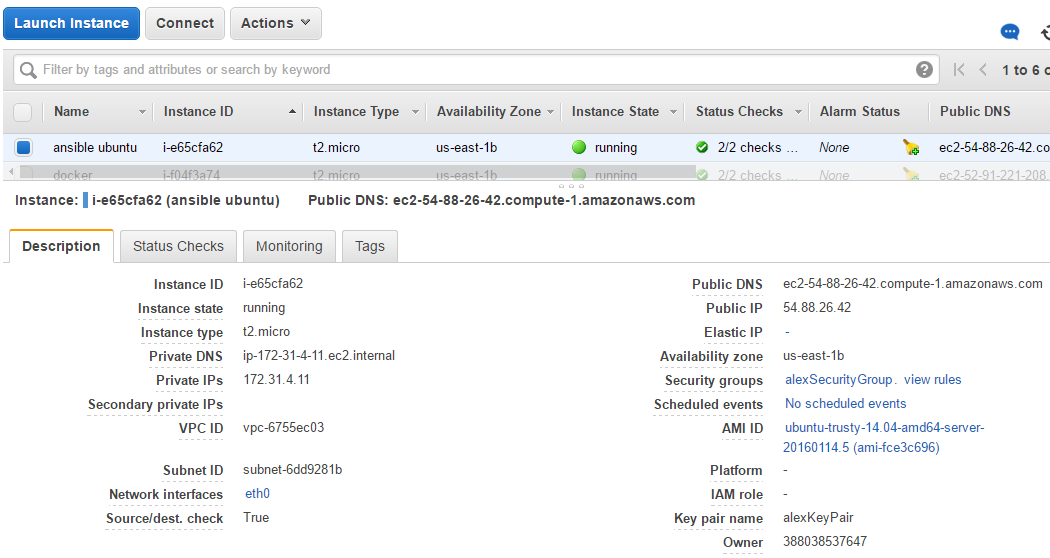 Launch Instance Connect Actions
Filter by tags and attributes or search by keyword ? 1 to 6 o
Name Instance ID Instance Type Availability Zone Instance State Status Checks Alarm Status Public DNS
ansible ubuntu i-e65cfa62 t2.micro us-east-1b running 2/2 checks ... None ec2-54-88-26-42.co
docker i-f04f3a74 t2.micro us-east-1b running 2/2 checks ... None ec2-52-91-221-208.
Instance: i-e65cfa62 (ansible ubuntu) Public DNS: ec2-54-88-26-42.compute-1.amazonaws.com
Description Status Checks Monitoring Tags
Instance ID i-e65cfa62 Public DNS ec2-54-88-26-42.compute-1.amazonaws.com
Instance state running Public IP 54.88.26.42
Instance type t2.micro Elastic IP -
Private DNS ip-172-31-4-11.ec2.internal Availability zone us-east-1b
Private IPs 172.31.4.11 Security groups alexSecurityGroup. view rules
Secondary private IPs Scheduled events No scheduled events
VPC ID vpc-6755ec03 AMI ID ubuntu-trusty-14.04-amd64-server-
20160114.5 (ami-fce3c696)
Subnet ID subnet-6dd9281b Platform -
Network interfaces eth0 IAM role -
Source/dest. check True Key pair name alexKeyPair
Owner 388038537647